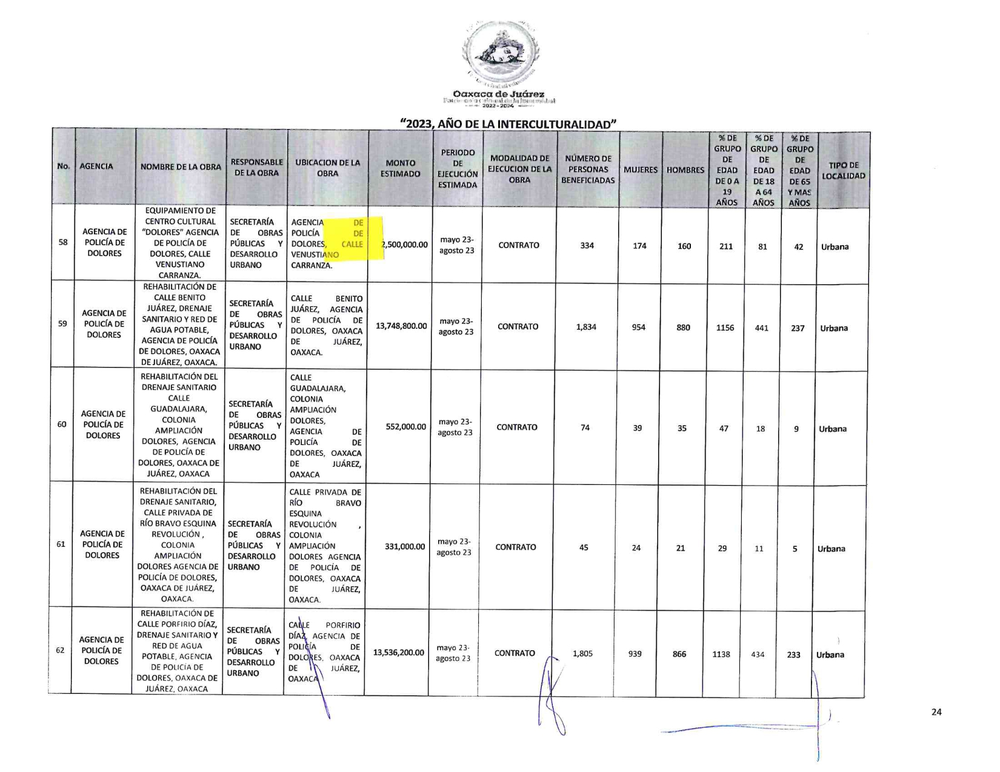 Oaxaca de Juárez
2022-2024
“2023, AÑO DE LA INTERCULTURALIDAD”
No.
AGENCIA
NOMBRE DE LA OBRA
RESPONSABLE
DE LA OBRA
UBICACION DE LA
OBRA
MONTO
ESTIMADO
PERIODO
DE
EJECUCIÓN
ESTIMADA
MODALIDAD DE
EJECUCION DE LA
OBRA
NÚMERO DE
PERSONAS
BENEFICIADAS
MUJERES
HOMBRES
% DE
GRUPO
DE
EDAD
DE 0 A
19
AÑOS
% DE
GRUPO
DE
EDAD
DE 18
A 64
AÑOS
% DE
GRUPO
DE
EDAD
DE 65
Y MAS
AÑOS
TIPO DE
LOCALIDAD
58
AGENCIA DE
POLICÍA DE
DOLORES
EQUIPAMIENTO DE
CENTRO CULTURAL
"DOLORES" AGENCIA
DE POLICÍA DE
DOLORES, CALLE
VENUSTIANO
CARRANZA.
SECRETARÍA
DE OBRAS
PÚBLICAS Y
DESARROLLO
URBANO
AGENCIA DE
POLICÍA DE
DOLORES, CALLE
VENUSTIANO
CARRANZA.
2,500,000.00
mayo 23-
agosto 23
CONTRATO
334
174
160
211
81
42
Urbana
59
AGENCIA DE
POLICÍA DE
DOLORES
REHABILITACIÓN DE
CALLE BENITO
JUÁREZ, DRENAJE
SANITARIO Y RED DE
AGUA POTABLE,
AGENCIA DE POLICÍA
DE DOLORES, OAXACA
DE JUÁREZ, OAXACA.
SECRETARÍA
DE OBRAS
PÚBLICAS Y
DESARROLLO
URBANO
CALLE BENITO
JUÁREZ, AGENCIA
DE POLICÍA DE
DOLORES, OAXACA
DE JUÁREZ,
OAXACA.
13,748,800.00
mayo 23-
agosto 23
CONTRATO
1,834
954
880
1156
441
237
Urbana
60
AGENCIA DE
POLICÍA DE
DOLORES
REHABILITACIÓN DEL
DRENAJE SANITARIO
CALLE
GUADALAJARA,
COLONIA
AMPLIACIÓN
DOLORES, AGENCIA
DE POLICÍA DE
DOLORES, OAXACA DE
JUÁREZ, OAXACA
SECRETARÍA
DE OBRAS
PÚBLICAS Y
DESARROLLO
URBANO
CALLE
GUADALAJARA,
COLONIA
AMPLIACIÓN
DOLORES,
AGENCIA DE
POLICÍA DE
DOLORES, OAXACA
DE JUÁREZ,
OAXACA
552,000.00
mayo 23-
agosto 23
CONTRATO
74
39
35
47
18
9
Urbana
61
AGENCIA DE
POLICÍA DE
DOLORES
REHABILITACIÓN DEL
DRENAJE SANITARIO,
CALLE PRIVADA DE
RÍO BRAVO ESQUINA
REVOLUCIÓN ,
COLONIA
AMPLIACIÓN
DOLORES AGENCIA DE
POLICÍA DE DOLORES,
OAXACA DE JUÁREZ,
OAXACA.
SECRETARÍA
DE OBRAS
PÚBLICAS Y
DESARROLLO
URBANO
CALLE PRIVADA DE
RÍO BRAVO
ESQUINA
REVOLUCIÓN ,
COLONIA
AMPLIACIÓN
DOLORES AGENCIA
DE POLICÍA DE
DOLORES, OAXACA
DE JUÁREZ,
OAXACA.
331,000.00
mayo 23-
agosto 23
CONTRATO
45
24
21
29
11
5
Urbana
62
AGENCIA DE
POLICÍA DE
DOLORES
REHABILITACIÓN DE
CALLE PORFIRIO DÍAZ,
DRENAJE SANITARIO Y
RED DE AGUA
POTABLE, AGENCIA
DE POLICÍA DE
DOLORES, OAXACA DE
JUÁREZ, OAXACA
SECRETARÍA
DE OBRAS
PÚBLICAS Y
DESARROLLO
URBANO
CALLE PORFIRIO
DÍAZ, AGENCIA DE
POLICÍA DE
DOLORES, OAXACA
DE JUÁREZ,
OAXACA
13,536,200.00
mayo 23-
agosto 23
CONTRATO
1,805
939
866
1138
434
233
Urbana
24